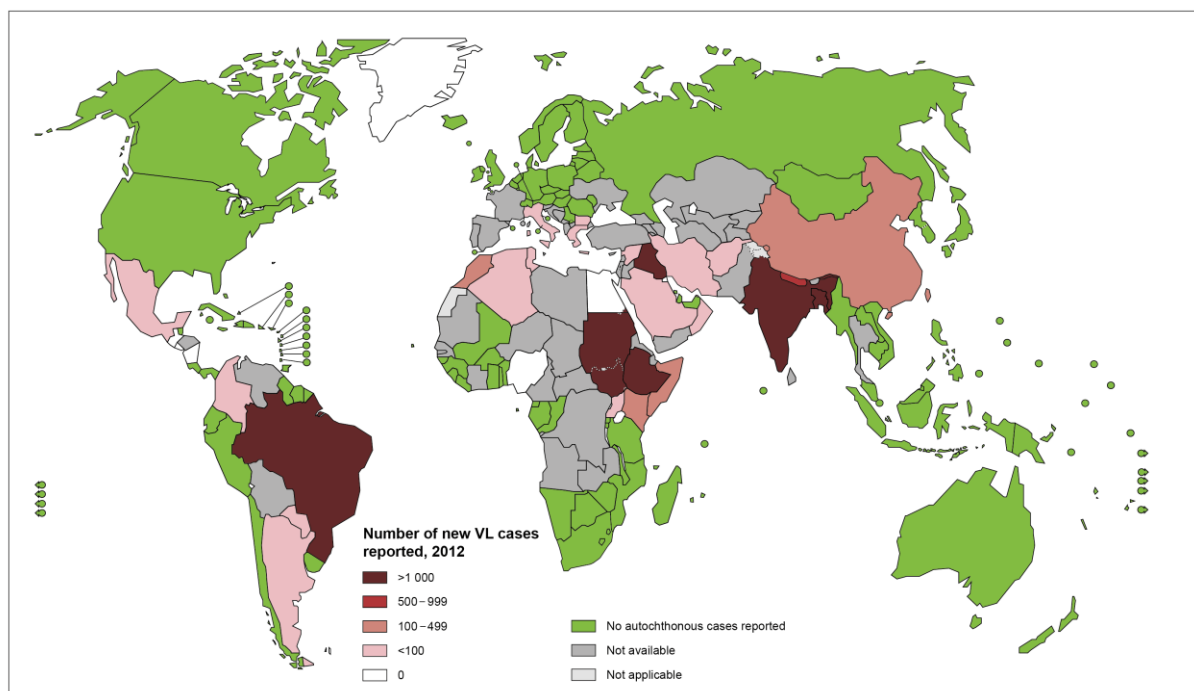 Number of new VL cases
reported, 2012
>1 000
500–999
100–499
<100
0
No autochthonous cases reported
Not available
Not applicable